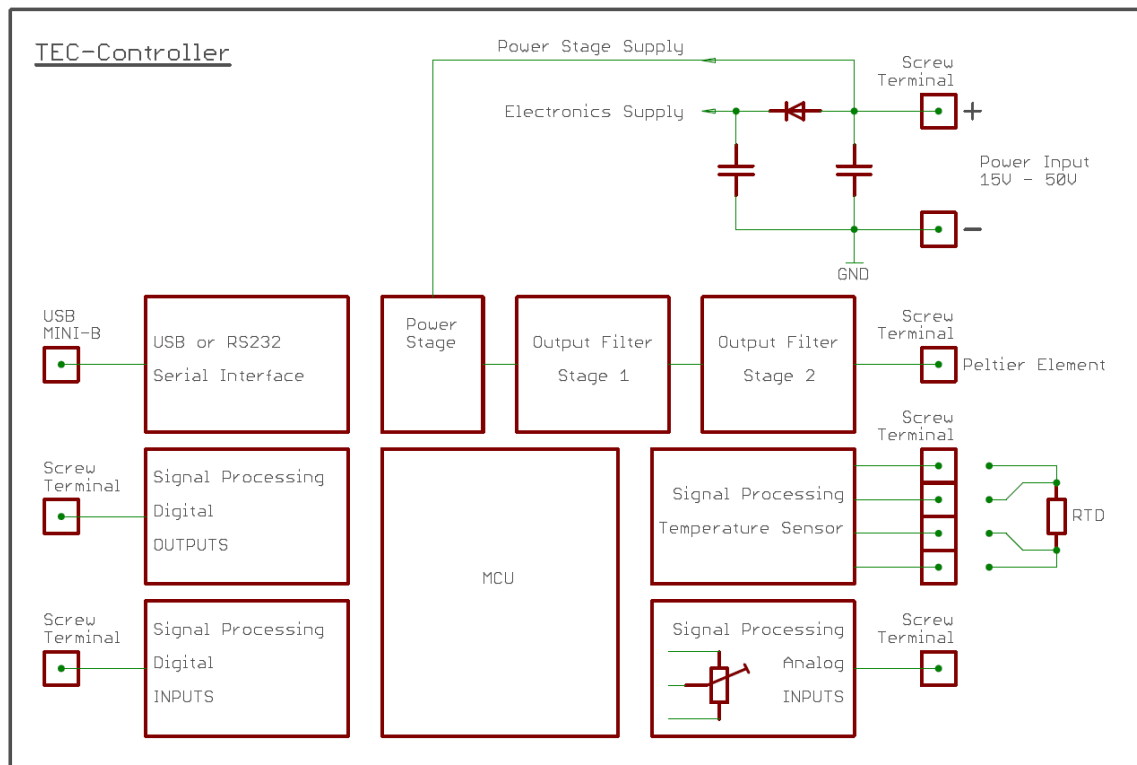 TEC-Controller
Power Stage Supply
Screw
Terminal
Electronics Supply
+
Power Input
15V - 50V
-
GND
USB
MINI-B
USB or RS232
Serial Interface
Power
Stage
Output Filter
Stage 1
Output Filter
Stage 2
Screw
Terminal
Peltier Element
Screw
Terminal
Signal Processing
Digital
OUTPUTS
MCU
Signal Processing
Temperature Sensor
Screw
Terminal
RTD
Screw
Terminal
Signal Processing
Digital
INPUTS
Signal Processing
Analog
INPUTS
Screw
Terminal